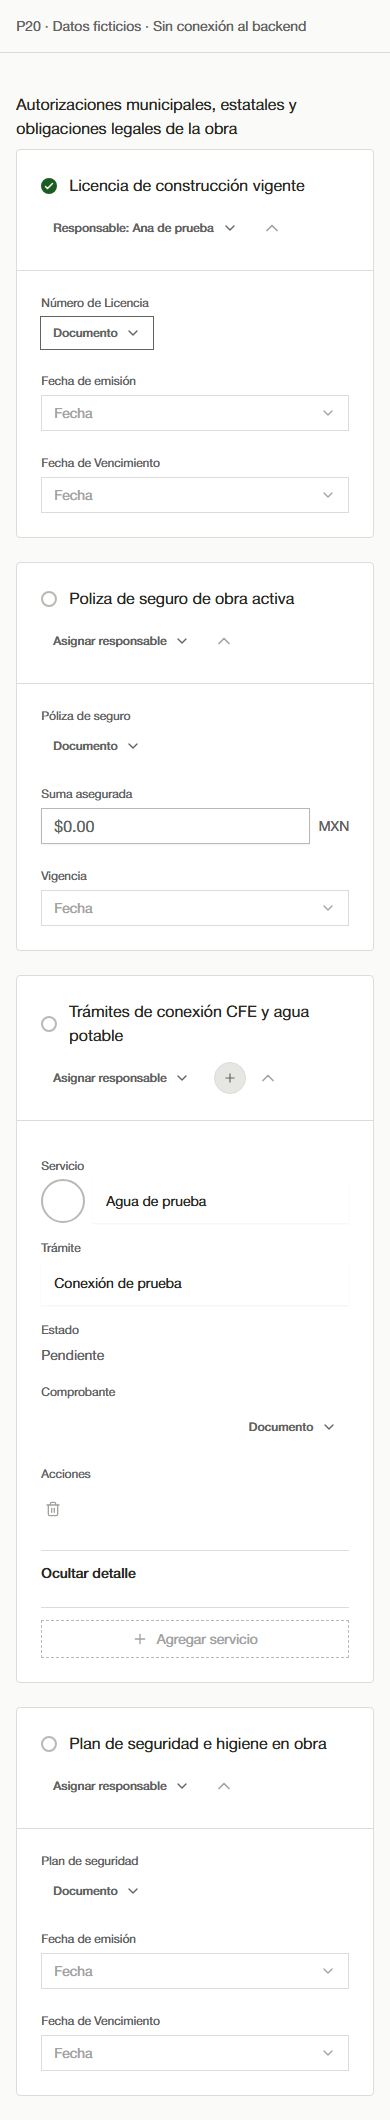 P20 · Datos ficticios · Sin conexión al backend
Autorizaciones municipales, estatales y
obligaciones legales de la obra
Licencia de construcción vigente
Responsable: Ana de prueba
Número de Licencia
Documento
Fecha de emisión
Fecha
Fecha de Vencimiento
Fecha
Poliza de seguro de obra activa
Asignar responsable
Póliza de seguro
Documento
Suma asegurada
$0.00 MXN
Vigencia
Fecha
Trámites de conexión CFE y agua
potable
Asignar responsable
Servicio
Agua de prueba
Trámite
Conexión de prueba
Estado
Pendiente
Comprobante
Documento
Acciones
Ocultar detalle
+ Agregar servicio
Plan de seguridad e higiene en obra
Asignar responsable
Plan de seguridad
Documento
Fecha de emisión
Fecha
Fecha de Vencimiento
Fecha